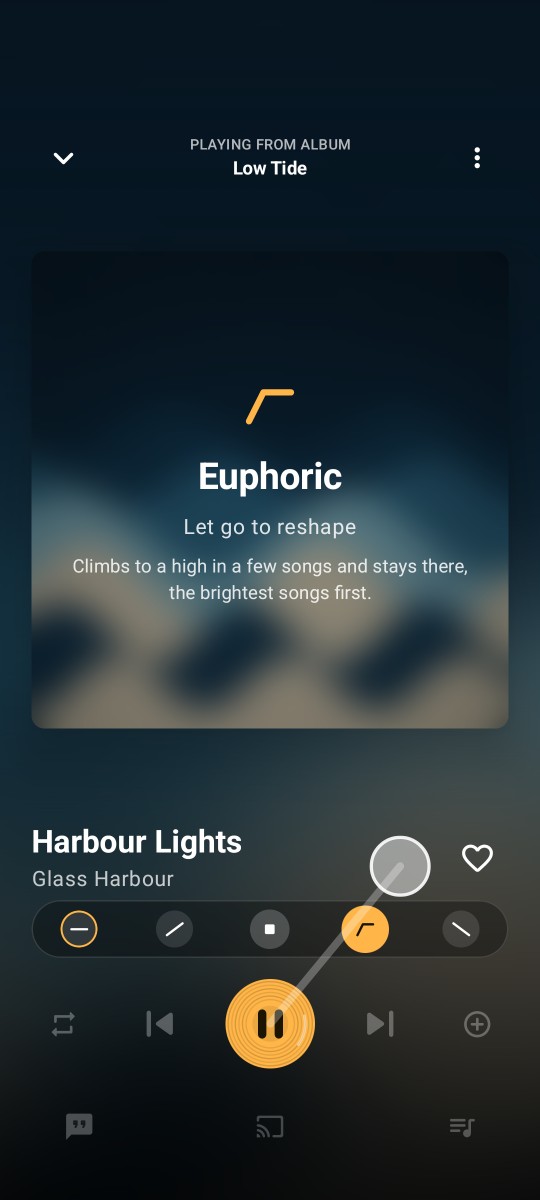 PLAYING FROM ALBUM
Low Tide
Euphoric
Let go to reshape
Climbs to a high in a few songs and stays there,
the brightest songs first.
Harbour Lights
Glass Harbour